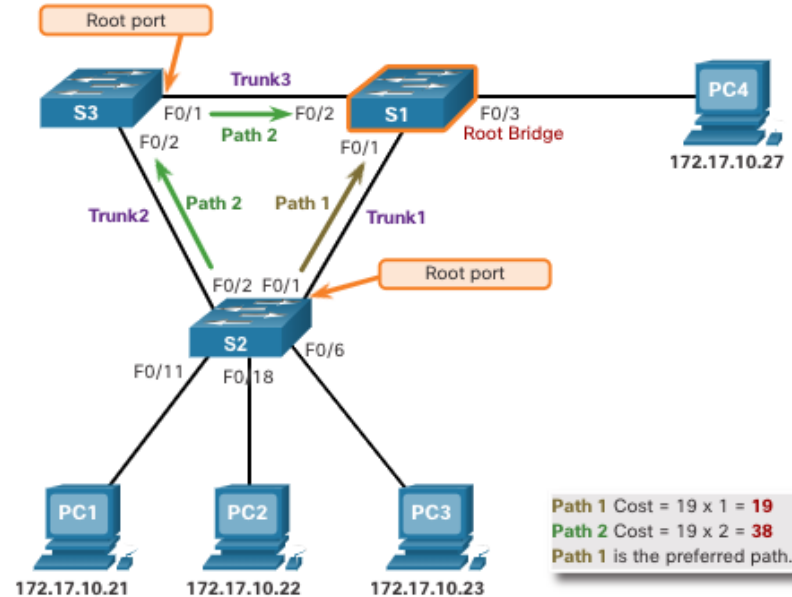 Root port
Trunk3
S3
F0/1
F0/2
S1
F0/3
PC4
Path 2
Root Bridge
F0/2
F0/1
172.17.10.27
Path 2
Path 1
Trunk2
Trunk1
Root port
F0/2
F0/1
S2
F0/6
F0/11
F0/18
PC1
PC2
PC3
Path 1 Cost = 19 x 1 = 19
Path 2 Cost = 19 x 2 = 38
Path 1 is the preferred path.
172.17.10.21
172.17.10.22
172.17.10.23